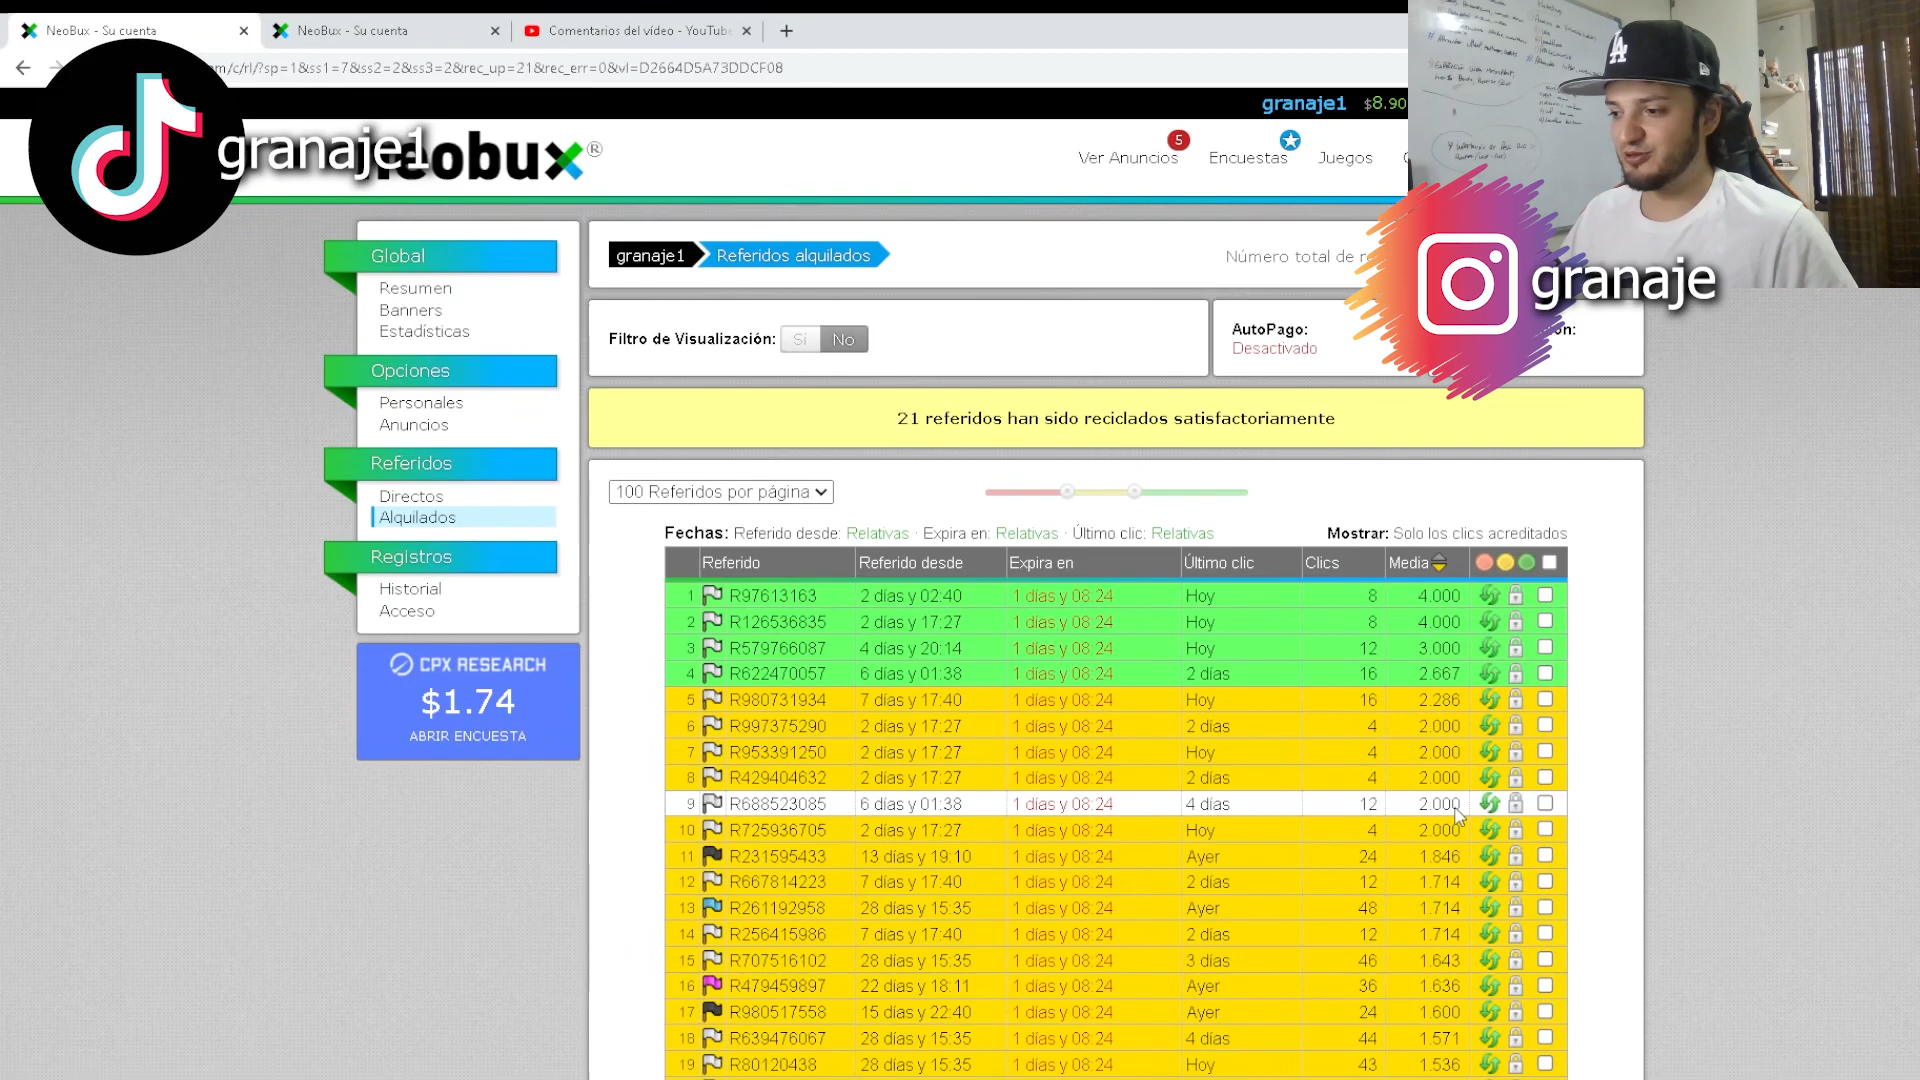 NeoBux - Su cuenta
NeoBux - Su cuenta
Comentarios del vídeo - YouTube
om/c/rl/?sp=1&ss1=7&ss2=2&ss3=2&rec_up=21&rec_err=0&vl=D2664D5A73DDCF08
granaje1 $8.90
granaje1
neobux®
Ver Anuncios
5
Encuestas
Juegos
granaje
Global
Resumen
Banners
Estadísticas
Opciones
Personales
Anuncios
Referidos
Directos
Alquilados
Registros
Historial
Acceso
CPX RESEARCH
$1.74
ABRIR ENCUESTA
granaje1 Referidos alquilados
Número total de
Filtro de Visualización: Sí No
AutoPago:
Desactivado
21 referidos han sido reciclados satisfactoriamente
100 Referidos por página
Fechas: Referido desde: Relativas · Expira en: Relativas · Último clic: Relativas
Mostrar: Solo los clics acreditados
Referido Referido desde Expira en Último clic Clics Media
1 R97613163 2 días y 02:40 1 días y 08:24 Hoy 8 4.000
2 R126536835 2 días y 17:27 1 días y 08:24 Hoy 8 4.000
3 R579766087 4 días y 20:14 1 días y 08:24 Hoy 12 3.000
4 R622470057 6 días y 01:38 1 días y 08:24 2 días 16 2.667
5 R980731934 7 días y 17:40 1 días y 08:24 Hoy 16 2.286
6 R997375290 2 días y 17:27 1 días y 08:24 2 días 4 2.000
7 R953391250 2 días y 17:27 1 días y 08:24 Hoy 4 2.000
8 R429404632 2 días y 17:27 1 días y 08:24 2 días 4 2.000
9 R688523085 6 días y 01:38 1 días y 08:24 4 días 12 2.000
10 R725936705 2 días y 17:27 1 días y 08:24 Hoy 4 2.000
11 R231595433 13 días y 19:10 1 días y 08:24 Ayer 24 1.846
12 R667814223 7 días y 17:40 1 días y 08:24 2 días 12 1.714
13 R261192958 28 días y 15:35 1 días y 08:24 Ayer 48 1.714
14 R256415986 7 días y 17:40 1 días y 08:24 2 días 12 1.714
15 R707516102 28 días y 15:35 1 días y 08:24 3 días 46 1.643
16 R479459897 22 días y 18:11 1 días y 08:24 Ayer 36 1.636
17 R980517558 15 días y 22:40 1 días y 08:24 Ayer 24 1.600
18 R639476067 28 días y 15:35 1 días y 08:24 4 días 44 1.571
19 R80120438 28 días y 15:35 1 días y 08:24 Hoy 43 1.536